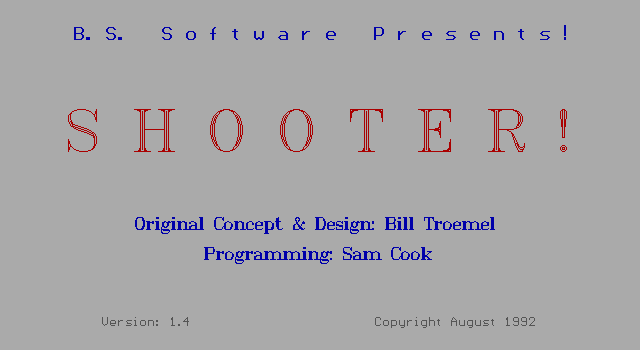 B.S. Software Presents!
SHOOTER!
Original Concept & Design: Bill Troemel
Programming: Sam Cook
Version: 1.4 Copyright August 1992